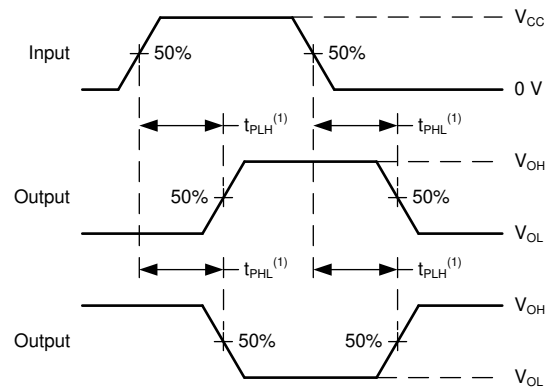 V_CC
Input
50%
50%
0 V
t_PLH^(1)
t_PHL^(1)
V_OH
Output
50%
50%
V_OL
t_PHL^(1)
t_PLH^(1)
V_OH
Output
50%
50%
V_OL